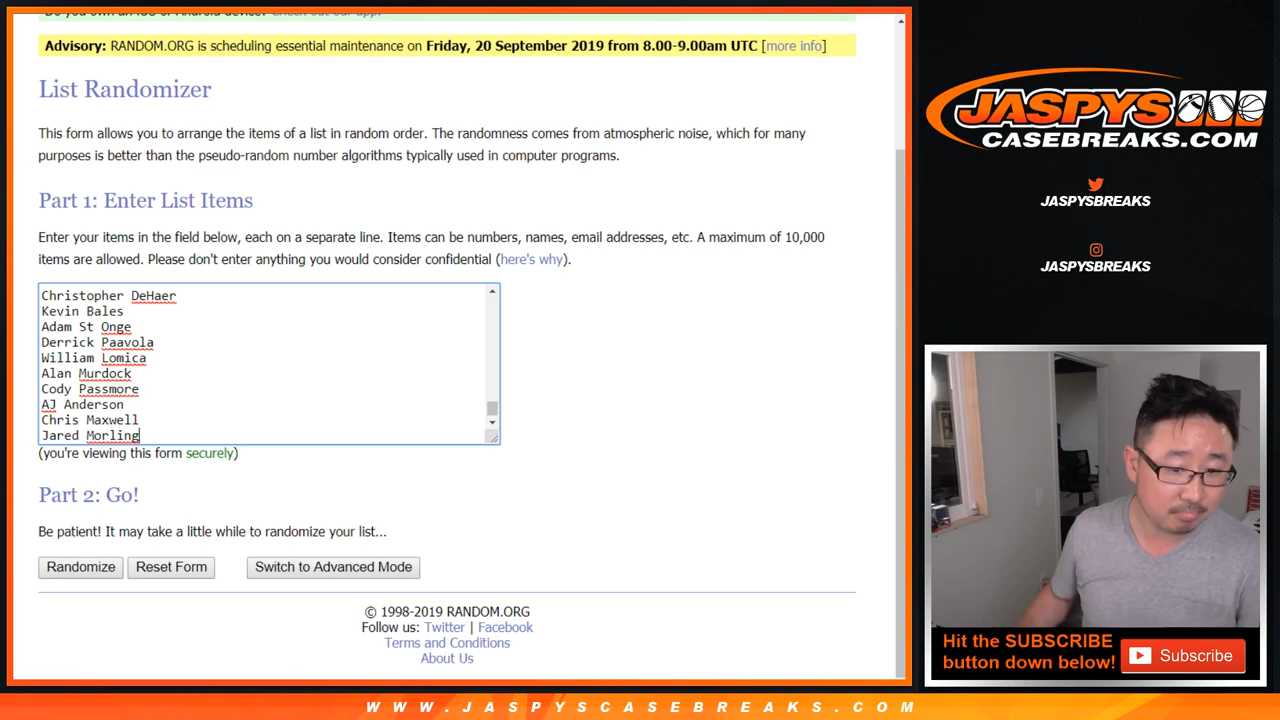 Advisory: RANDOM.ORG is scheduling essential maintenance on Friday, 20 September 2019 from 8.00-9.00am UTC [more info]
List Randomizer
This form allows you to arrange the items of a list in random order. The randomness comes from atmospheric noise, which for many
purposes is better than the pseudo-random number algorithms typically used in computer programs.
Part 1: Enter List Items
Enter your items in the field below, each on a separate line. Items can be numbers, names, email addresses, etc. A maximum of 10,000
items are allowed. Please don't enter anything you would consider confidential (here's why).
Christopher DeHaer
Kevin Bales
Adam St Onge
Derrick Paavola
William Lomica
Alan Murdock
Cody Passmore
AJ Anderson
Chris Maxwell
Jared Morling
(you're viewing this form securely)
Part 2: Go!
Be patient! It may take a little while to randomize your list...
Randomize Reset Form Switch to Advanced Mode
© 1998-2019 RANDOM.ORG
Follow us: Twitter | Facebook
Terms and Conditions
About Us
JASPYS
CASEBREAKS.COM
JASPYSBREAKS
JASPYSBREAKS
Hit the SUBSCRIBE
button down below!
Subscribe
WWW.JASPYSCASEBREAKS.COM